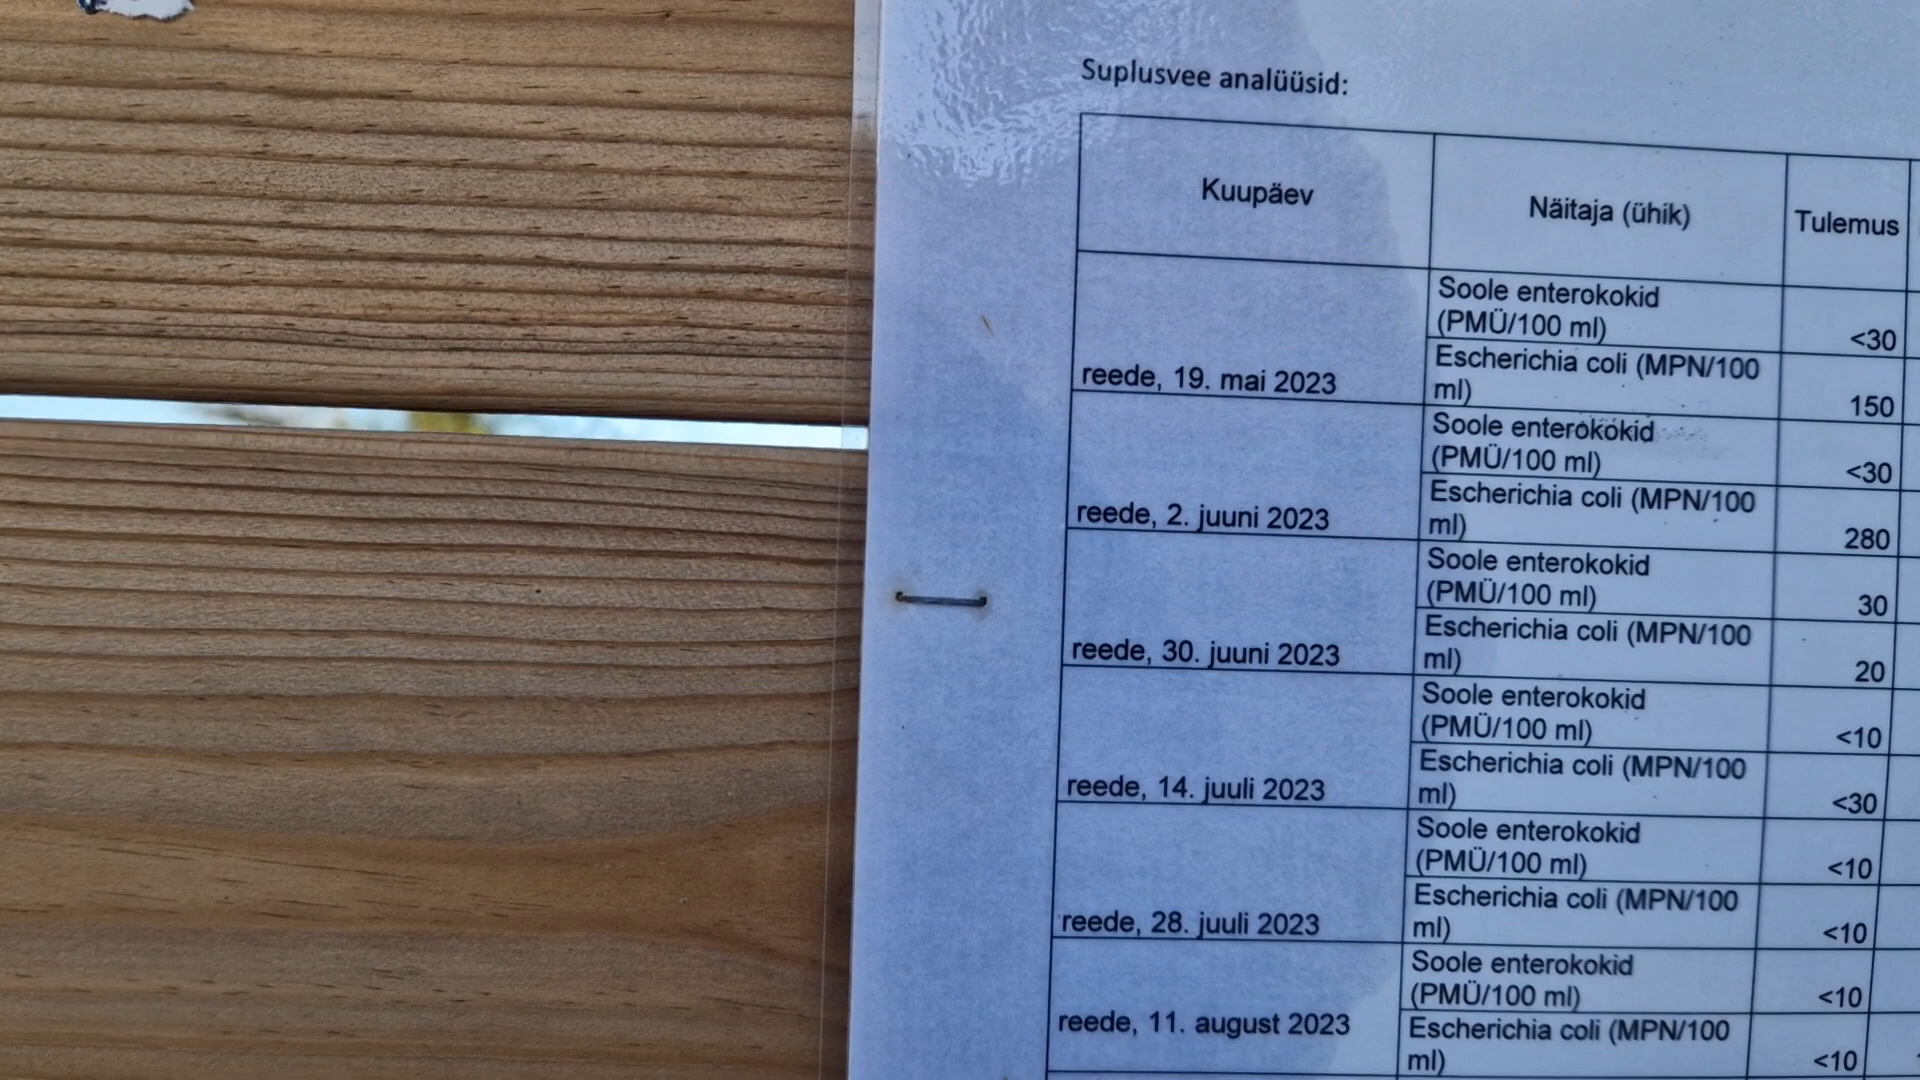 Suplusvee analüüsid:
Kuupäev
Näitaja (ühik)
Tulemus
reede, 19. mai 2023
Soole enterokokid
(PMÜ/100 ml)
<30
Escherichia coli (MPN/100
ml)
150
reede, 2. juuni 2023
Soole enterokokid
(PMÜ/100 ml)
<30
Escherichia coli (MPN/100
ml)
280
reede, 30. juuni 2023
Soole enterokokid
(PMÜ/100 ml)
30
Escherichia coli (MPN/100
ml)
20
reede, 14. juuli 2023
Soole enterokokid
(PMÜ/100 ml)
<10
Escherichia coli (MPN/100
ml)
<30
reede, 28. juuli 2023
Soole enterokokid
(PMÜ/100 ml)
<10
Escherichia coli (MPN/100
ml)
<10
reede, 11. august 2023
Soole enterokokid
(PMÜ/100 ml)
<10
Escherichia coli (MPN/100
ml)
<10